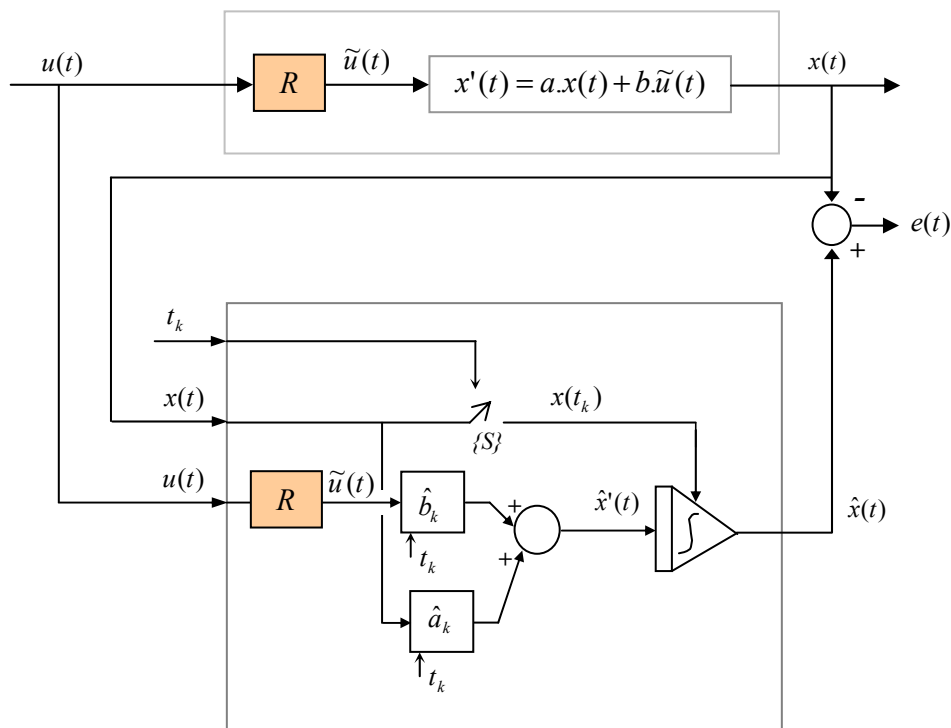 u(t)
R
ũ(t)
x'(t) = a.x(t) + b.ũ(t)
x(t)
-
e(t)
+
t_k
x(t)
{S}
x(t_k)
u(t)
R
ũ(t)
b̂_k
t_k
+
+
x̂'(t)
∫
x̂(t)
â_k
t_k